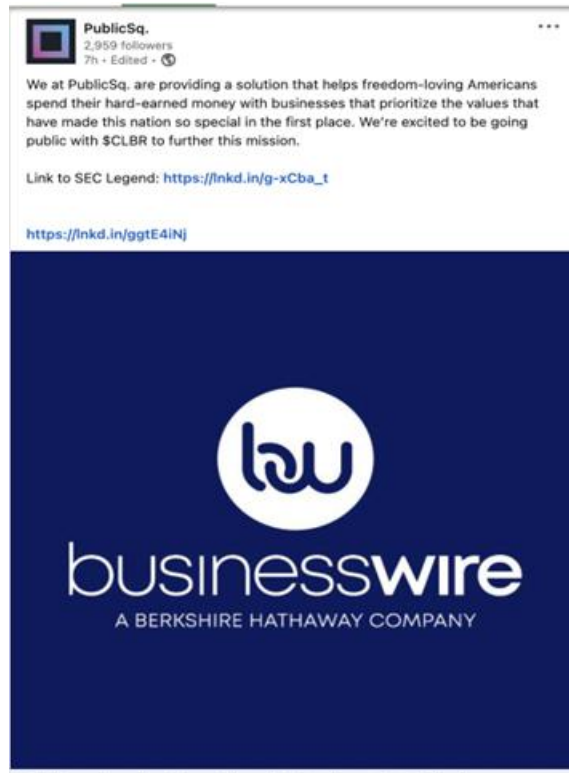 PublicSq.
2,959 followers
7h • Edited •
We at PublicSq. are providing a solution that helps freedom-loving Americans
spend their hard-earned money with businesses that prioritize the values that
have made this nation so special in the first place. We're excited to be going
public with $CLBR to further this mission.
Link to SEC Legend: https://lnkd.in/g-xCba_t
https://lnkd.in/ggtE4iNj
bw
businesswire
A BERKSHIRE HATHAWAY COMPANY